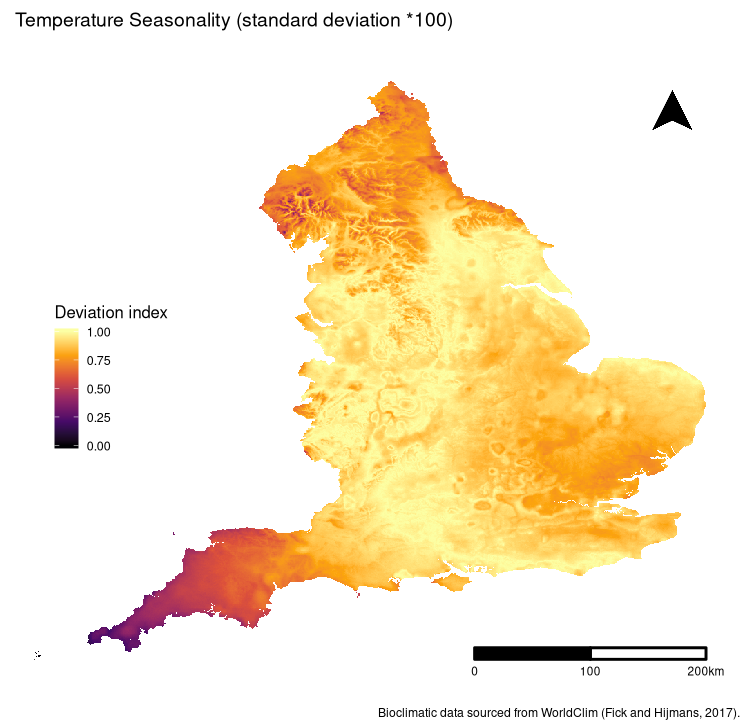 Temperature Seasonality (standard deviation *100)
Deviation index
1.00
0.75
0.50
0.25
0.00
0
100
200km
Bioclimatic data sourced from WorldClim (Fick and Hijmans, 2017).